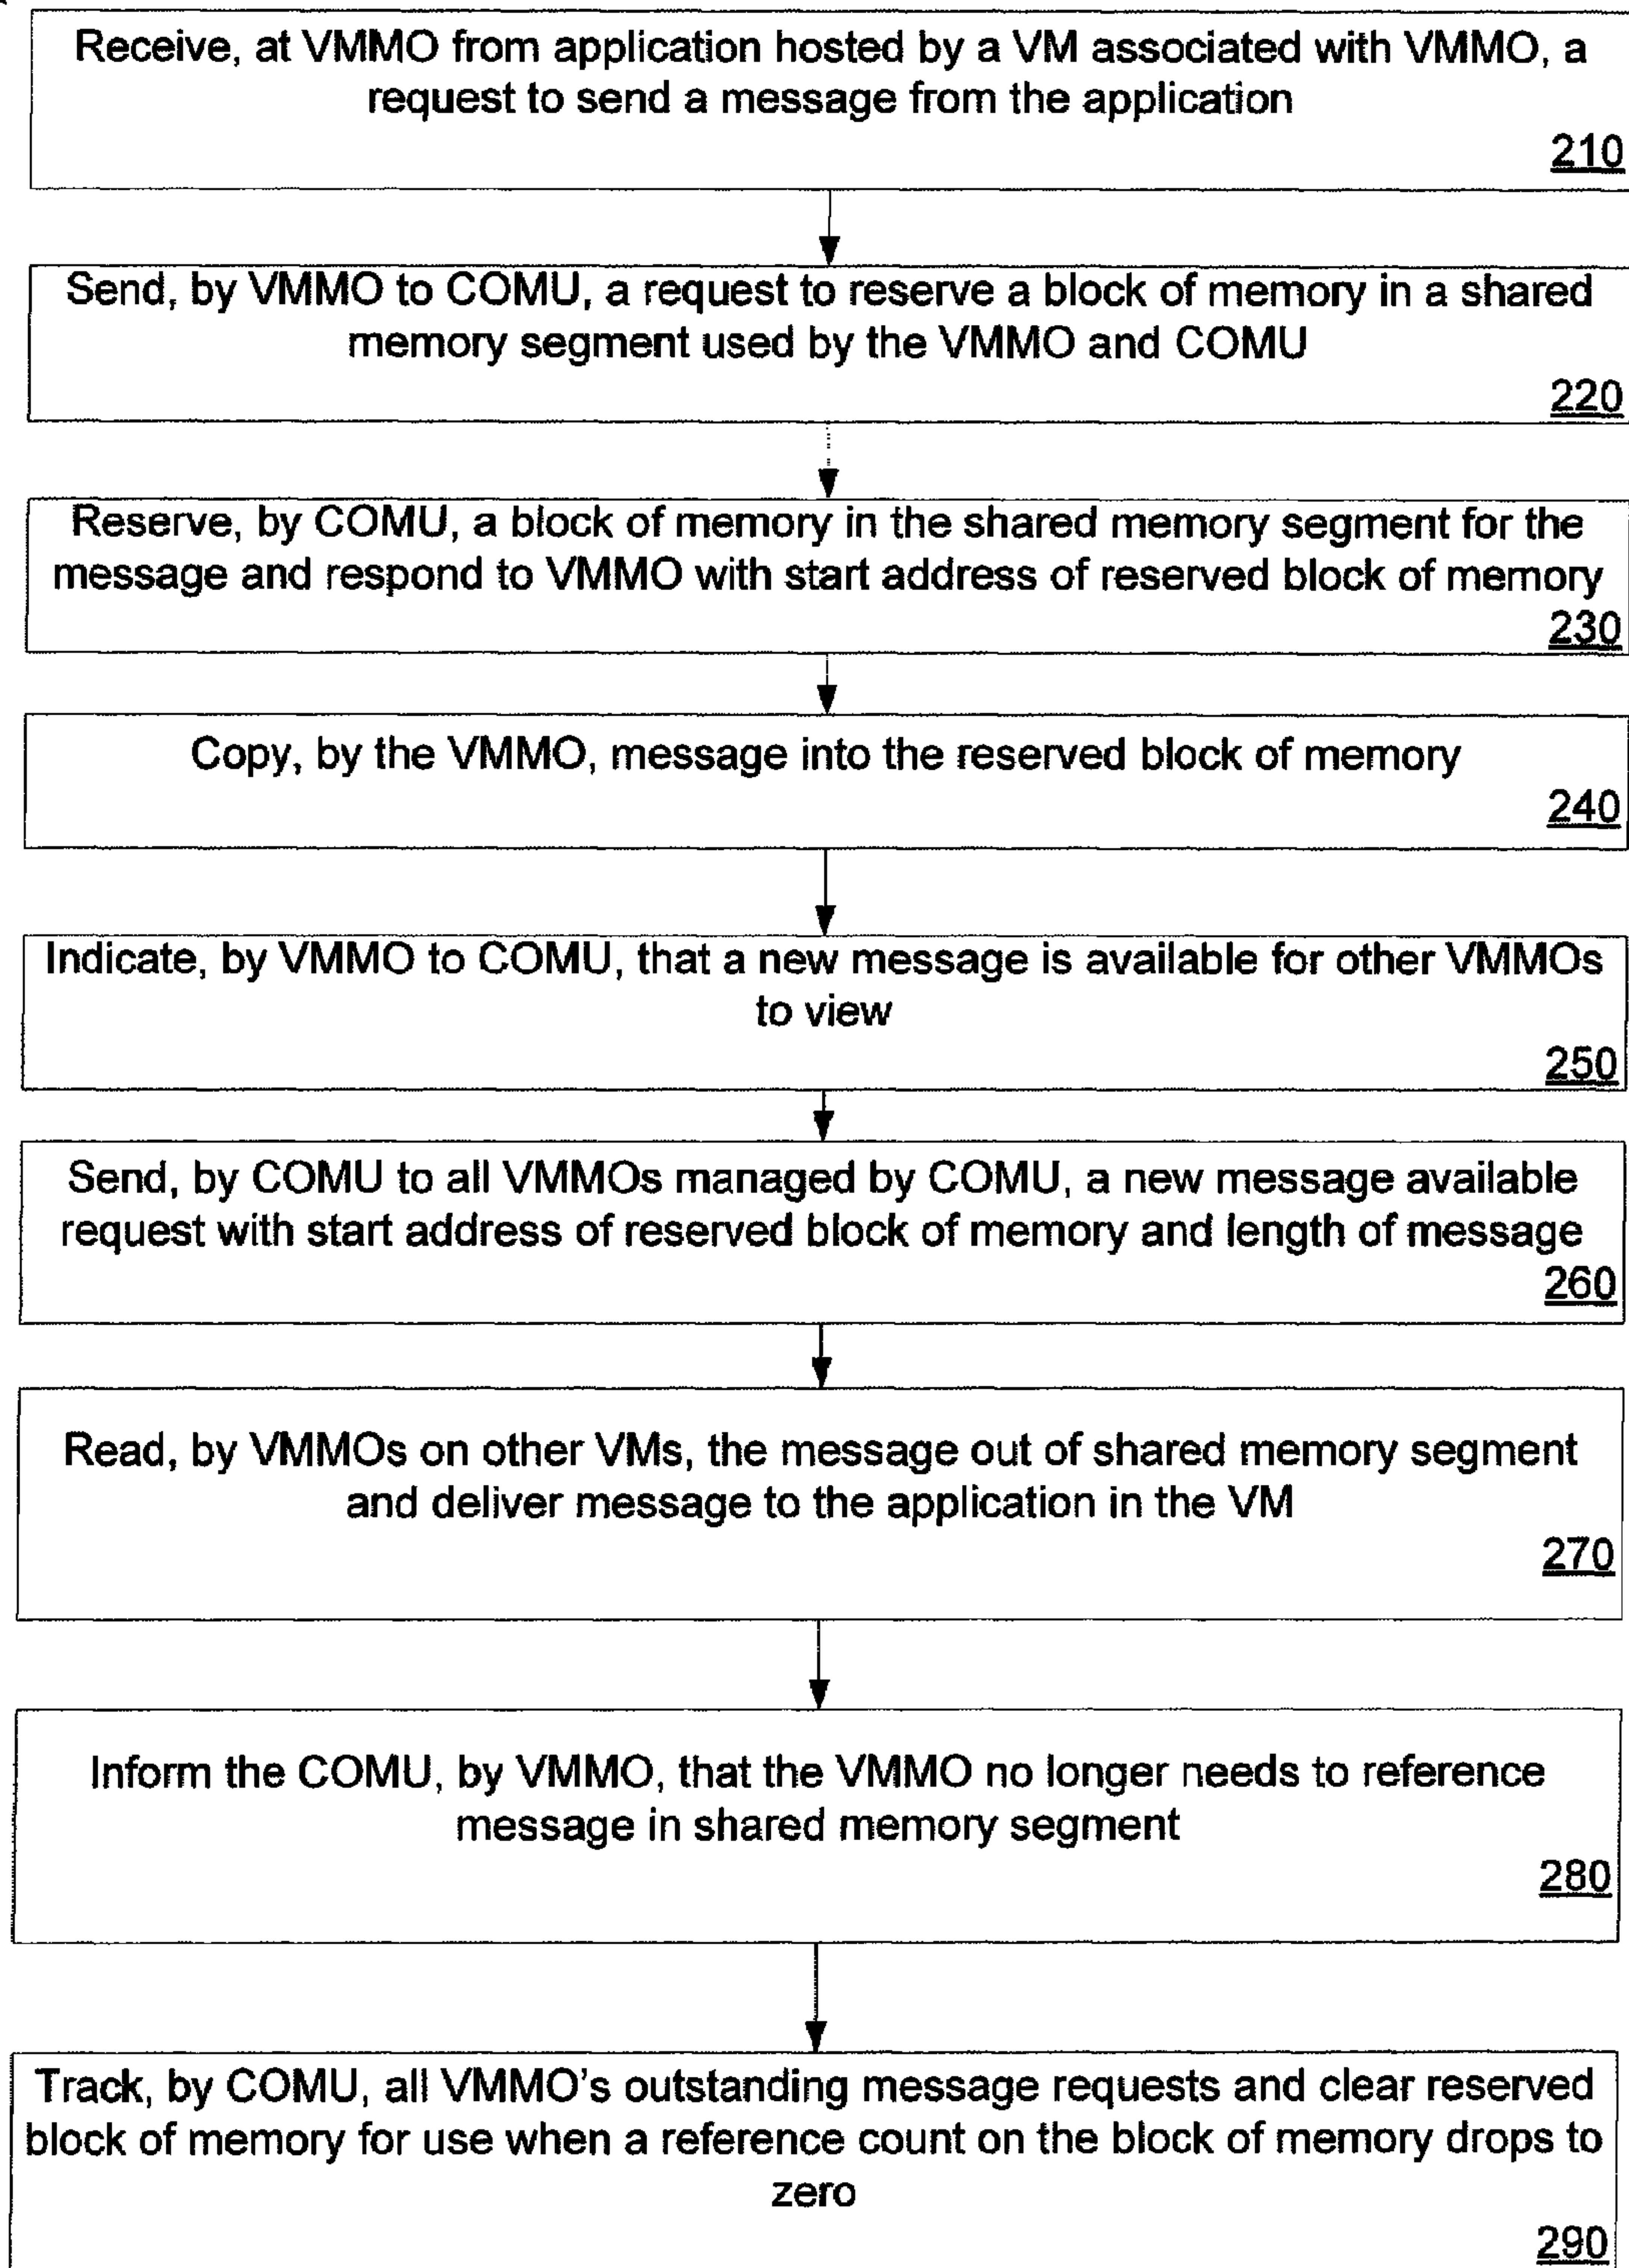 Receive, at VMMO from application hosted by a VM associated with VMMO, a
request to send a message from the application
210
Send, by VMMO to COMU, a request to reserve a block of memory in a shared
memory segment used by the VMMO and COMU
220
Reserve, by COMU, a block of memory in the shared memory segment for the
message and respond to VMMO with start address of reserved block of memory
230
Copy, by the VMMO, message into the reserved block of memory
240
Indicate, by VMMO to COMU, that a new message is available for other VMMOs
to view
250
Send, by COMU to all VMMOs managed by COMU, a new message available
request with start address of reserved block of memory and length of message
260
Read, by VMMOs on other VMs, the message out of shared memory segment
and deliver message to the application in the VM
270
Inform the COMU, by VMMO, that the VMMO no longer needs to reference
message in shared memory segment
280
Track, by COMU, all VMMO's outstanding message requests and clear reserved
block of memory for use when a reference count on the block of memory drops to
zero
290